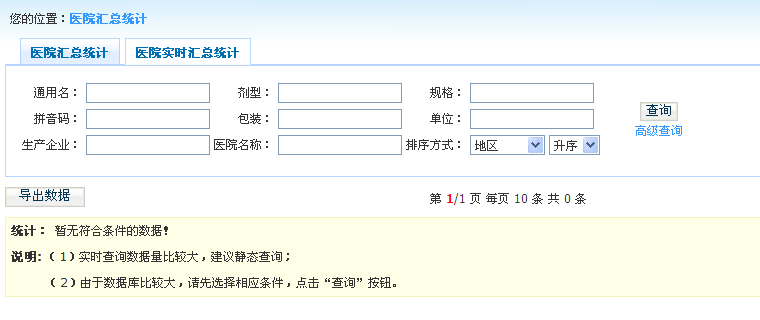 您的位置：医院汇总统计
医院汇总统计 医院实时汇总统计
通用名： 剂型： 规格：
拼音码： 包装： 单位： 查询
高级查询
生产企业： 医院名称： 排序方式： 地区 升序
导出数据 第 1/1 页 每页 10 条 共 0 条
统计： 暂无符合条件的数据!
说明: （1）实时查询数据量比较大，建议静态查询；
（2）由于数据库比较大，请先选择相应条件，点击“查询”按钮。